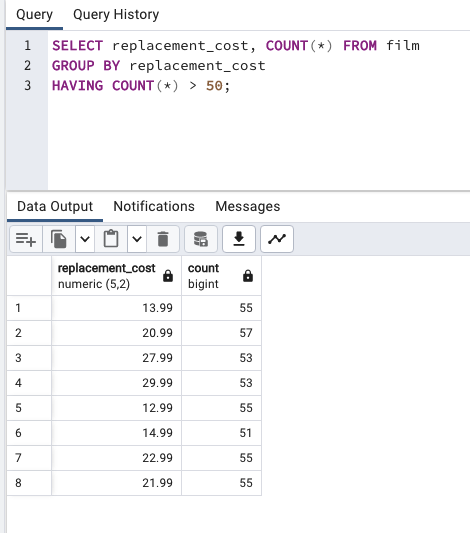 Query Query History
1 SELECT replacement_cost, COUNT(*) FROM film
2 GROUP BY replacement_cost
3 HAVING COUNT(*) > 50;
Data Output Notifications Messages
replacement_cost count
numeric (5,2) bigint
1 13.99 55
2 20.99 57
3 27.99 53
4 29.99 53
5 12.99 55
6 14.99 51
7 22.99 55
8 21.99 55